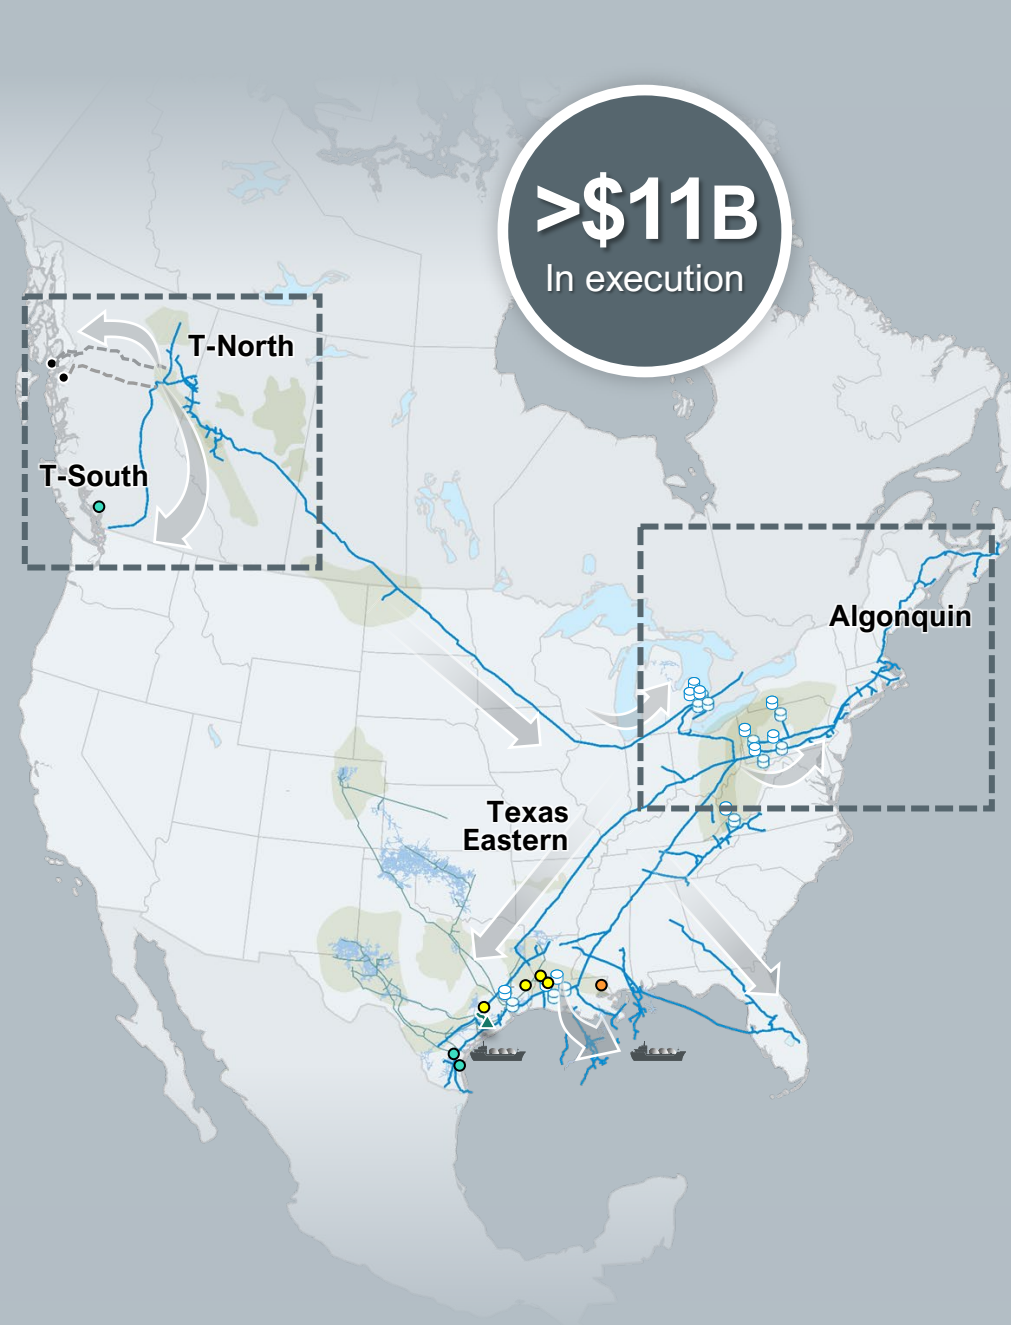 >$11B
In execution
T-North
T-South
Algonquin
Texas
Eastern